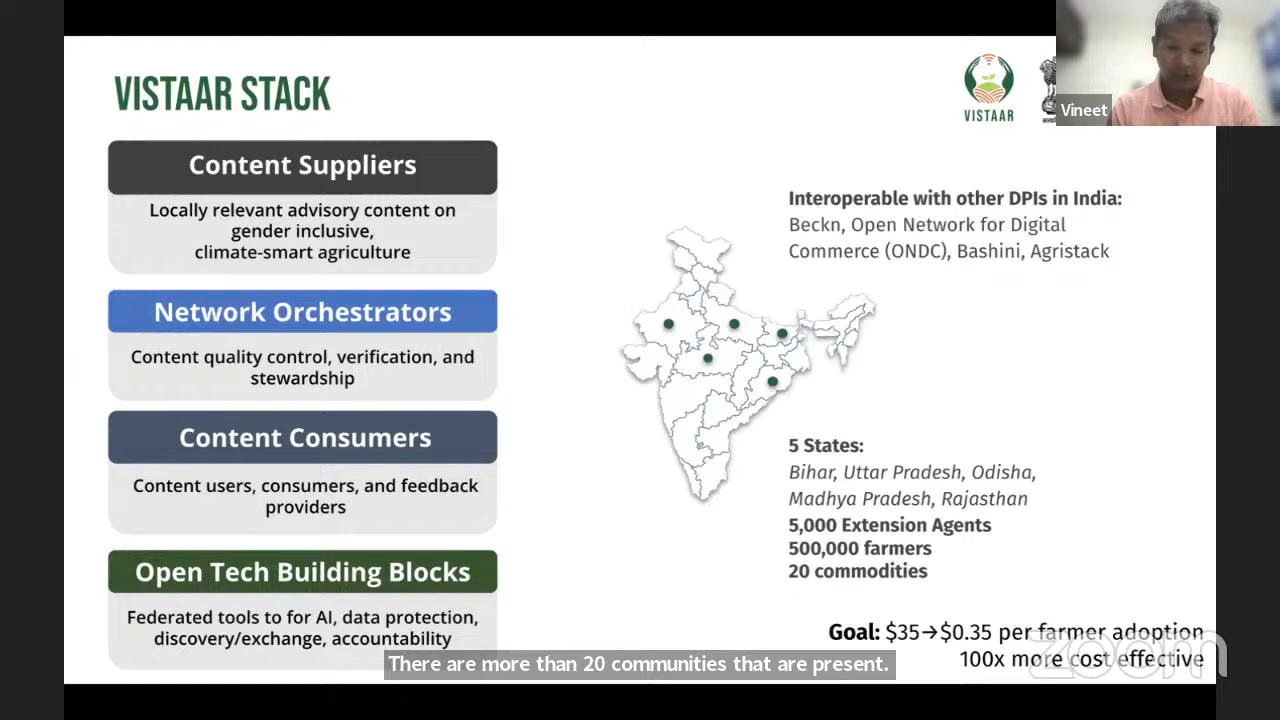 VISTAAR STACK
VISTAAR
Vineet
Content Suppliers
Locally relevant advisory content on
gender inclusive,
climate-smart agriculture
Network Orchestrators
Content quality control, verification, and
stewardship
Content Consumers
Content users, consumers, and feedback
providers
Open Tech Building Blocks
Federated tools to for AI, data protection,
discovery/exchange, accountability
Interoperable with other DPIs in India:
Beckn, Open Network for Digital
Commerce (ONDC), Bashini, Agristack
5 States:
Bihar, Uttar Pradesh, Odisha,
Madhya Pradesh, Rajasthan
5,000 Extension Agents
500,000 farmers
20 commodities
Goal: $35→$0.35 per farmer adoption
100x more cost effective
zoom
There are more than 20 communities that are present.